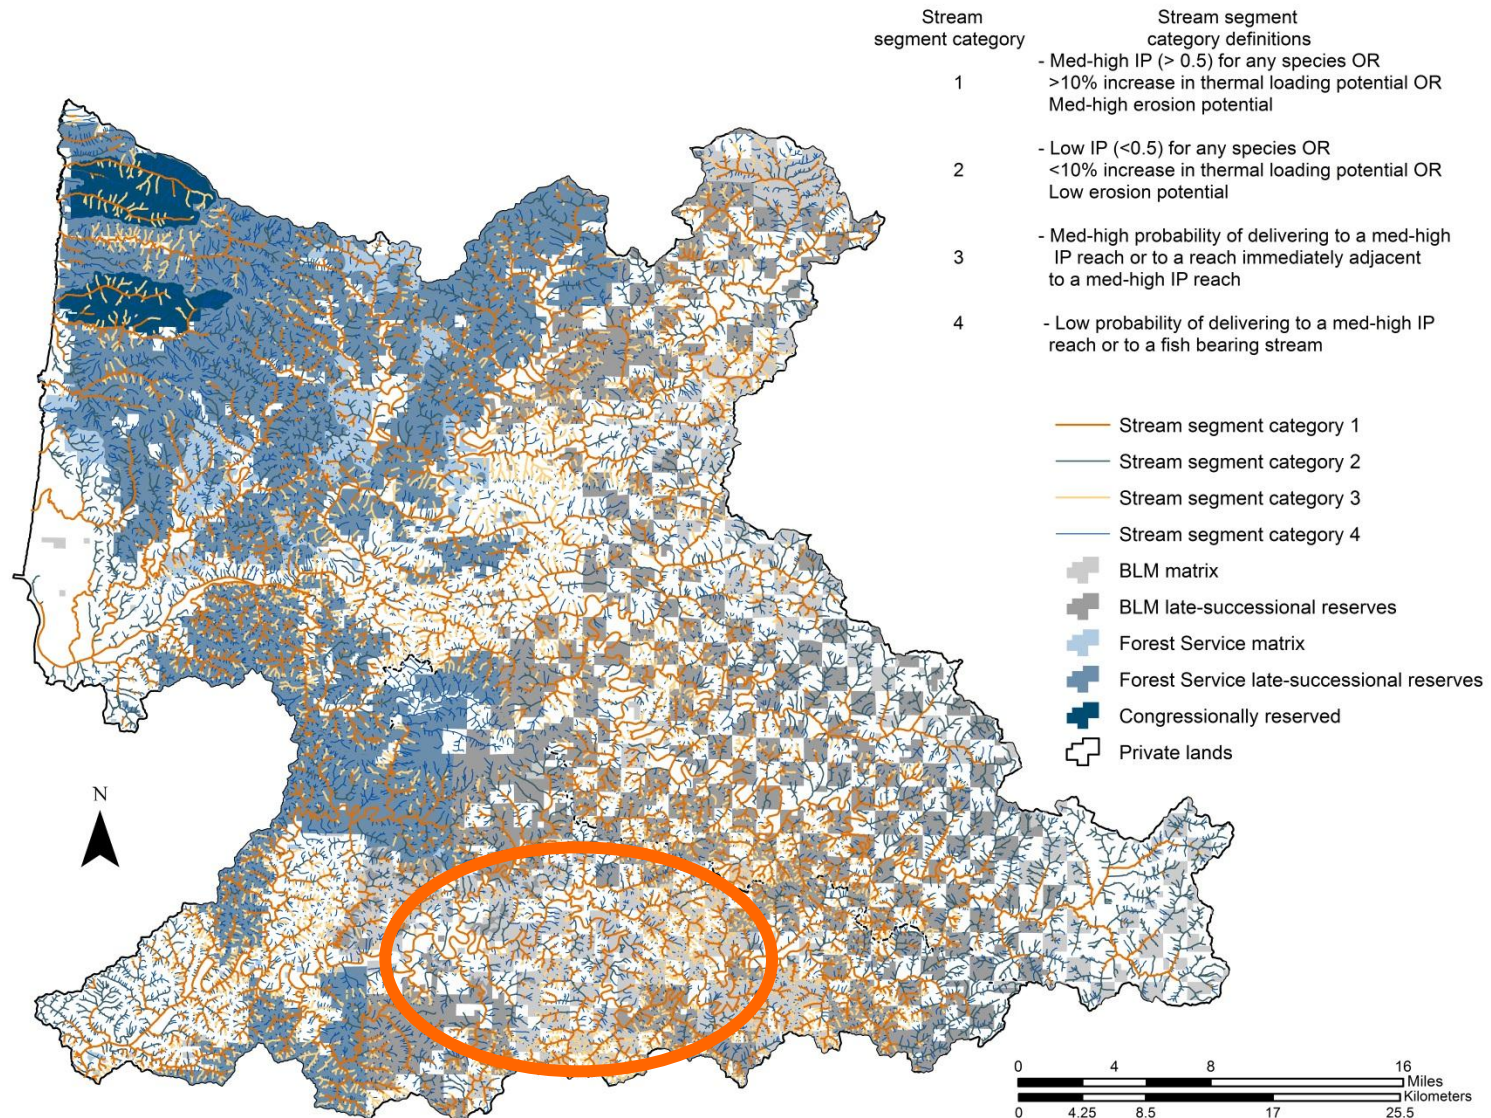 Stream
segment category
Stream segment
category definitions
1
- Med-high IP (> 0.5) for any species OR
>10% increase in thermal loading potential OR
Med-high erosion potential
2
- Low IP (<0.5) for any species OR
<10% increase in thermal loading potential OR
Low erosion potential
3
- Med-high probability of delivering to a med-high
IP reach or to a reach immediately adjacent
to a med-high IP reach
4
- Low probability of delivering to a med-high IP
reach or to a fish bearing stream
Stream segment category 1
Stream segment category 2
Stream segment category 3
Stream segment category 4
BLM matrix
BLM late-successional reserves
Forest Service matrix
Forest Service late-successional reserves
Congressionally reserved
Private lands
N
0 4 8 16
Miles
Kilometers
0 4.25 8.5 17 25.5